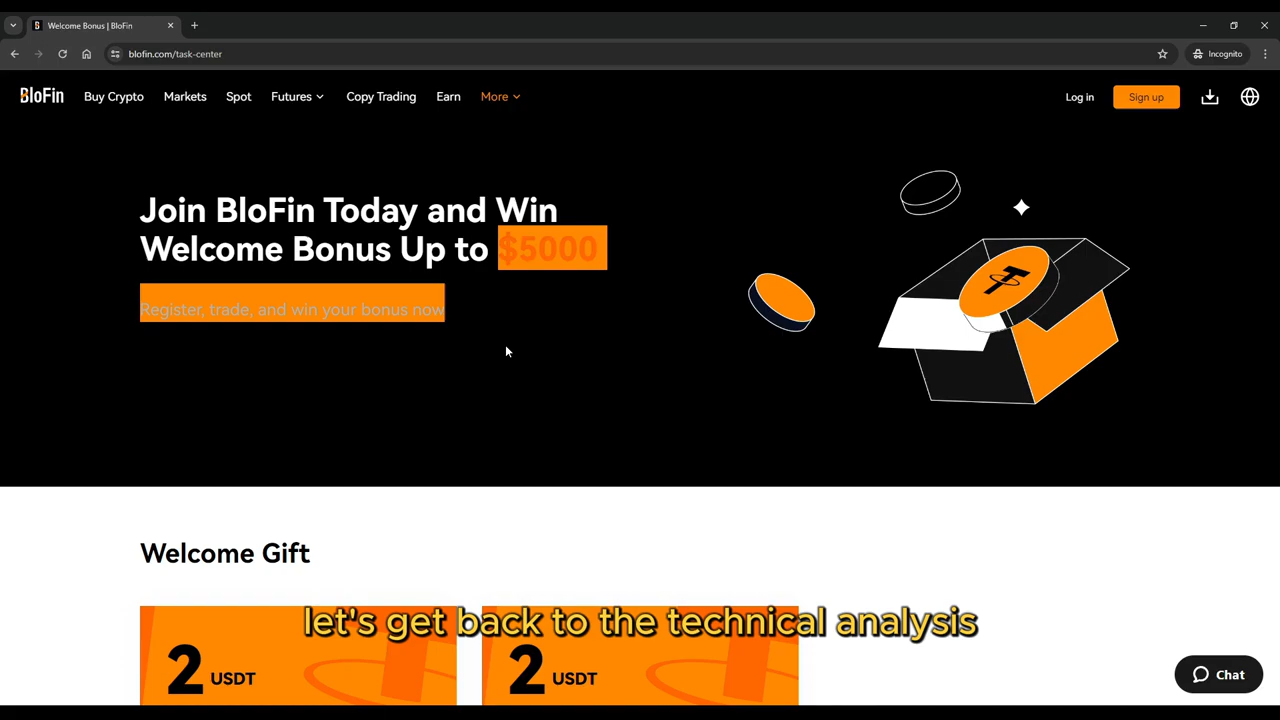 Welcome Bonus | BloFin
blofin.com/task-center
Incognito
BloFin
Buy Crypto
Markets
Spot
Futures
Copy Trading
Earn
More
Log in
Sign up
Join BloFin Today and Win
Welcome Bonus Up to $5000
Register, trade, and win your bonus now
Welcome Gift
let's get back to the technical analysis
2 USDT
2 USDT
Chat